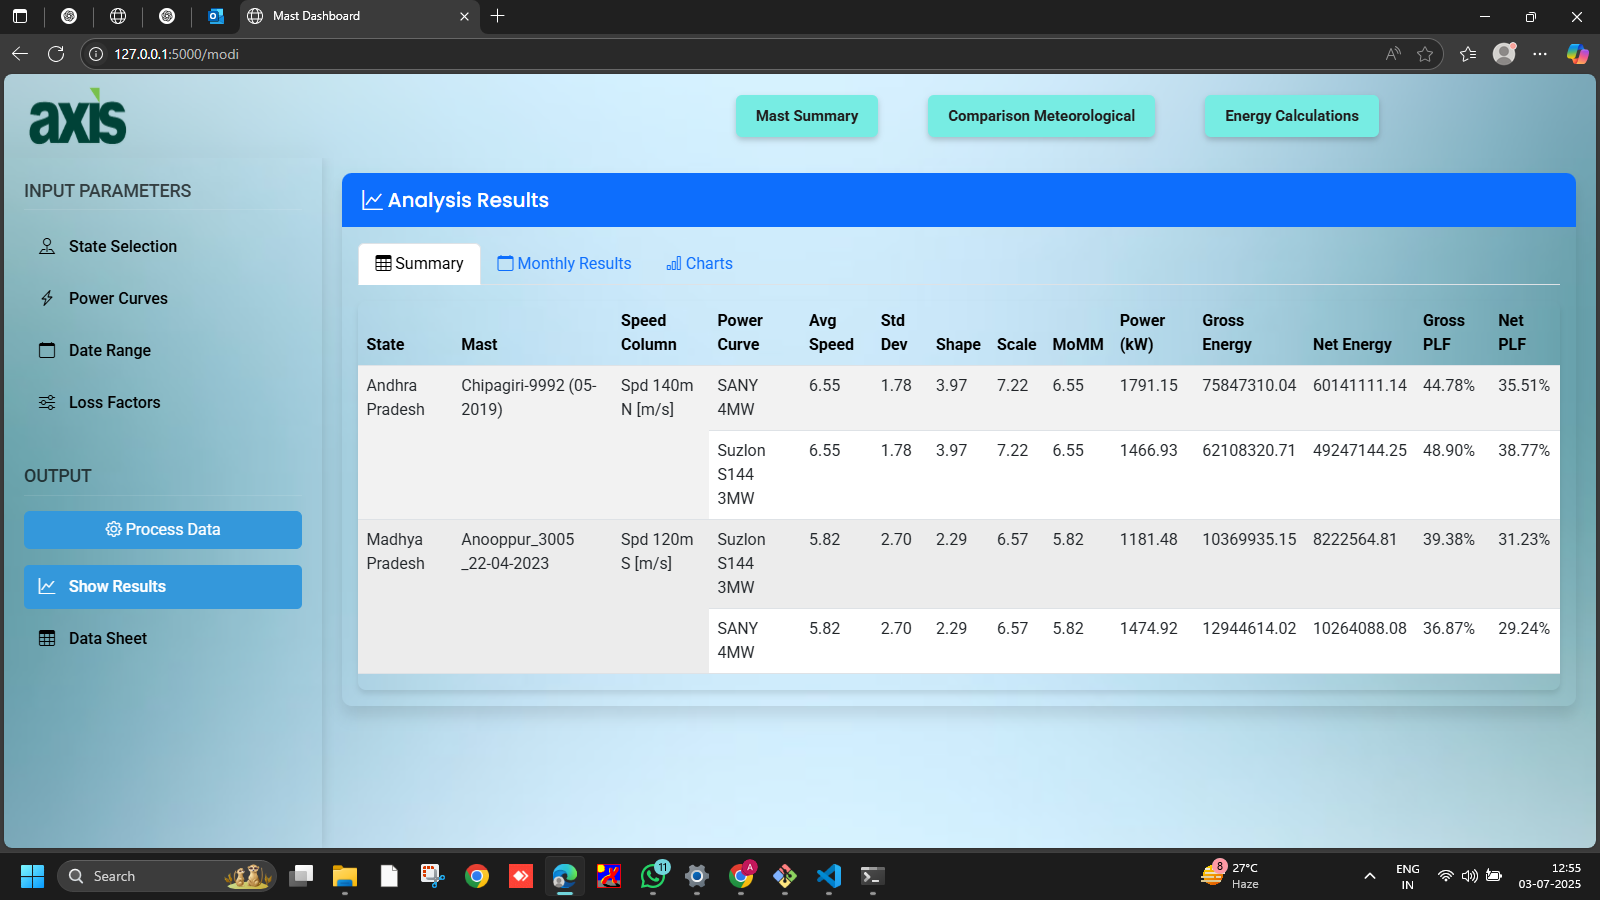 Mast Dashboard
127.0.0.1:5000/modi
axis
Mast Summary
Comparison Meteorological
Energy Calculations
INPUT PARAMETERS
State Selection
Power Curves
Date Range
Loss Factors
OUTPUT
Process Data
Show Results
Data Sheet
Analysis Results
Summary
Monthly Results
Charts
State Mast Speed Column Power Curve Avg Speed Std Dev Shape Scale MoMM Power (kW) Gross Energy Net Energy Gross PLF Net PLF
Andhra Chipagiri-9992 (05- Spd 140m SANY 6.55 1.78 3.97 7.22 6.55 1791.15 75847310.04 60141111.14 44.78% 35.51%
Pradesh 2019) N [m/s] 4MW
Suzlon 6.55 1.78 3.97 7.22 6.55 1466.93 62108320.71 49247144.25 48.90% 38.77%
S144
3MW
Madhya Anooppur_3005 Spd 120m Suzlon 5.82 2.70 2.29 6.57 5.82 1181.48 10369935.15 8222564.81 39.38% 31.23%
Pradesh _22-04-2023 S [m/s] S144
3MW
SANY 5.82 2.70 2.29 6.57 5.82 1474.92 12944614.02 10264088.08 36.87% 29.24%
4MW
Search
11
A
8
27°C
Haze
ENG
IN
12:55
03-07-2025